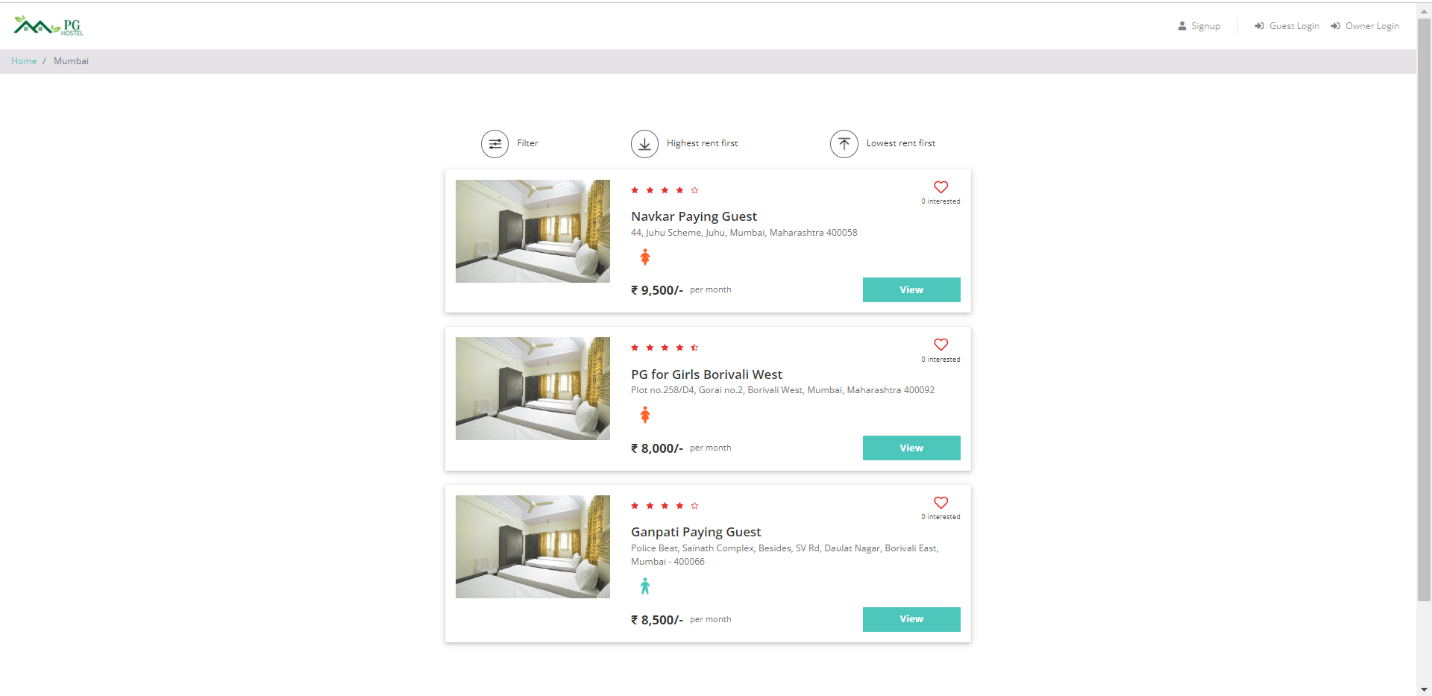 PG
HOSTEL
Signup
Guest Login
Owner Login
Home / Mumbai
Filter
Highest rent first
Lowest rent first
0 interested
Navkar Paying Guest
44, Juhu Scheme, Juhu, Mumbai, Maharashtra 400058
₹ 9,500/- per month
View
0 interested
PG for Girls Borivali West
Plot no.258/D4, Gorai no.2, Borivali West, Mumbai, Maharashtra 400092
₹ 8,000/- per month
View
0 interested
Ganpati Paying Guest
Police Beat, Sainath Complex, Besides, SV Rd, Daulat Nagar, Borivali East,
Mumbai - 400066
₹ 8,500/- per month
View